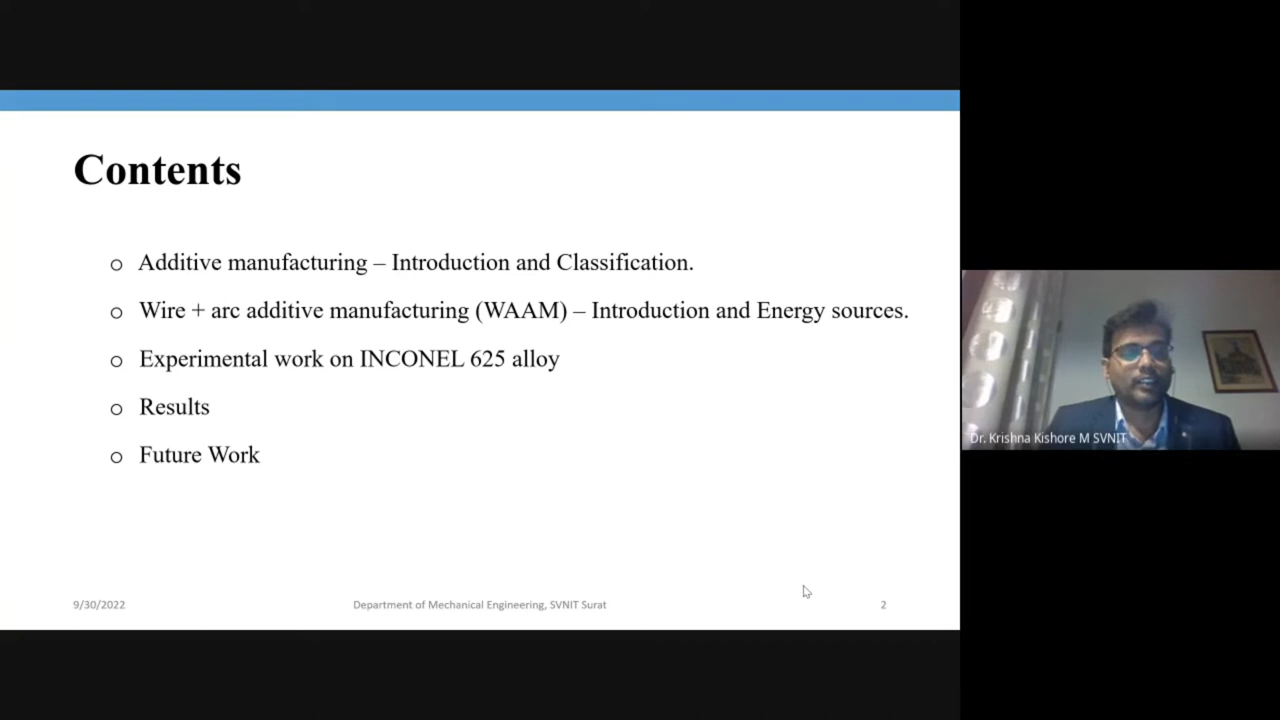 Contents
Additive manufacturing – Introduction and Classification.
Wire + arc additive manufacturing (WAAM) – Introduction and Energy sources.
Experimental work on INCONEL 625 alloy
Results
Future Work
Dr. Krishna Kishore M SVNIT
9/30/2022 Department of Mechanical Engineering, SVNIT Surat 2